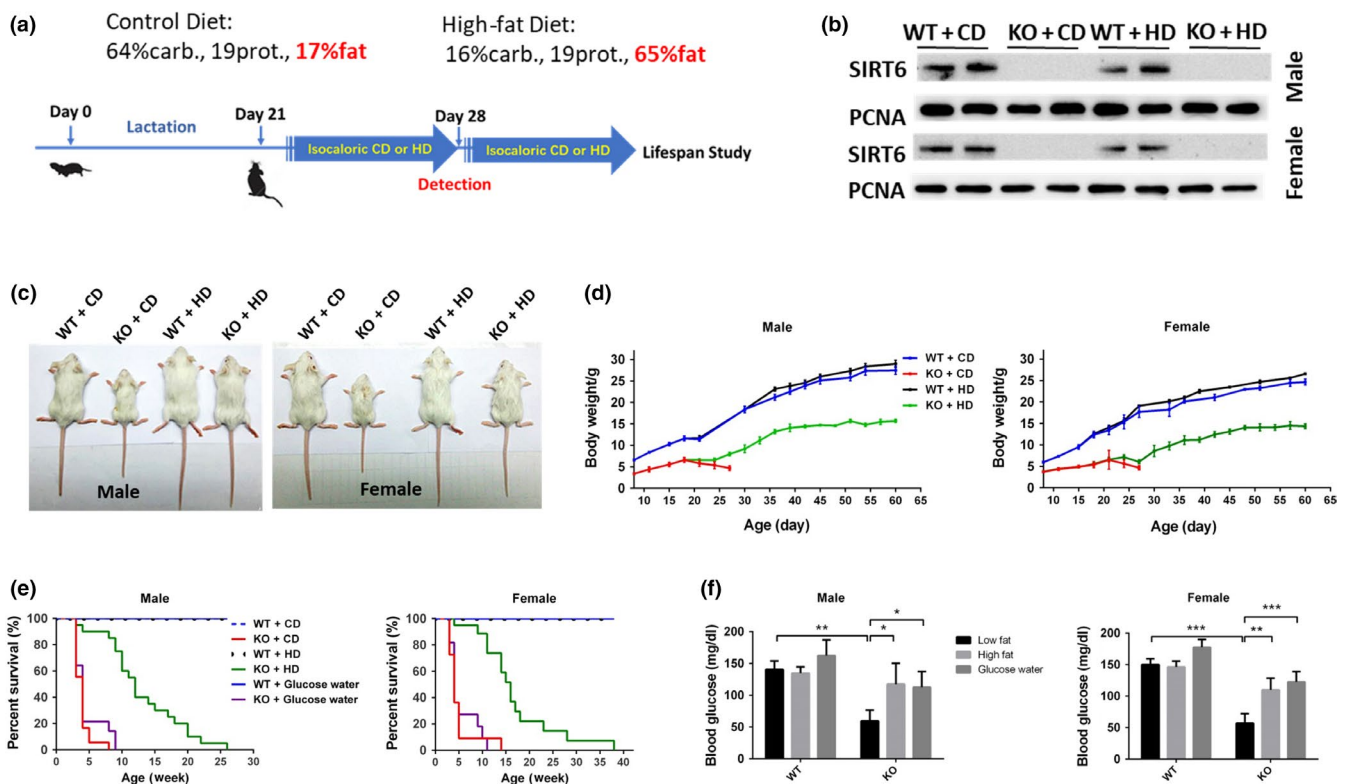 (a)
Control Diet:
64%carb., 19prot., 17%fat
High-fat Diet:
16%carb., 19prot., 65%fat
Day 0
Lactation
Day 21
Day 28
Isocaloric CD or HD
Isocaloric CD or HD
Lifespan Study
Detection
(b)
WT + CD KO + CD WT + HD KO + HD
SIRT6
PCNA
SIRT6
PCNA
Male
Female
(c)
WT + CD
KO + CD
WT + HD
KO + HD
WT + CD
KO + CD
WT + HD
KO + HD
Male
Female
(d)
Male
Body weight/g
30
25
20
15
10
5
0
10 15 20 25 30 35 40 45 50 55 60 65
Age (day)
WT + CD
KO + CD
WT + HD
KO + HD
Female
Body weight/g
30
25
20
15
10
5
0
10 15 20 25 30 35 40 45 50 55 60 65
Age (day)
(e)
Male
Percent survival (%)
100
80
60
40
20
0
0 5 10 15 20 25 30
Age (week)
WT + CD
KO + CD
WT + HD
KO + HD
WT + Glucose water
KO + Glucose water
Female
Percent survival (%)
100
80
60
40
20
0
0 5 10 15 20 25 30 35 40
Age (week)
(f)
Male
Blood glucose (mg/dl)
200
150
100
50
0
** * *
WT KO
Low fat
High fat
Glucose water
Female
Blood glucose (mg/dl)
200
150
100
50
0
*** ** ***
WT KO